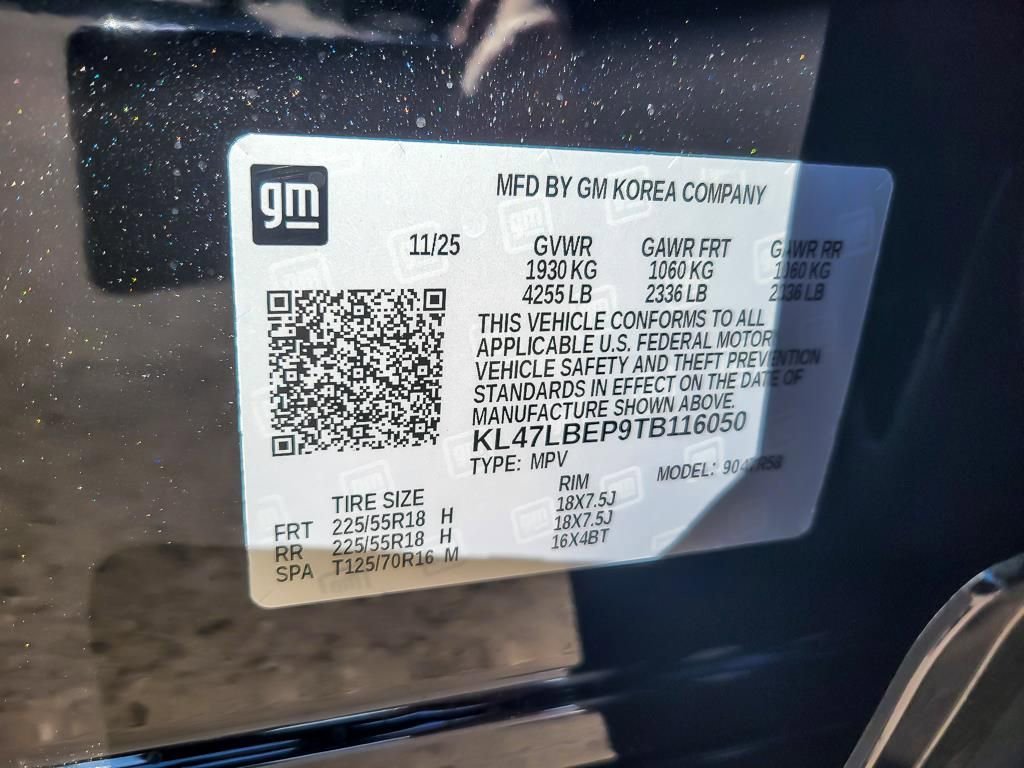 gm
MFD BY GM KOREA COMPANY
11/25 GVWR GAWR FRT GAWR RR
1930 KG 1060 KG 1060 KG
4255 LB 2336 LB 2336 LB
THIS VEHICLE CONFORMS TO ALL
APPLICABLE U.S. FEDERAL MOTOR
VEHICLE SAFETY AND THEFT PREVENTION
STANDARDS IN EFFECT ON THE DATE OF
MANUFACTURE SHOWN ABOVE.
KL47LBEP9TB116050
TYPE: MPV MODEL:
TIRE SIZE RIM
FRT 225/55R18 H 18X7.5J
RR 225/55R18 H 18X7.5J
SPA T125/70R16 M 16X4BT